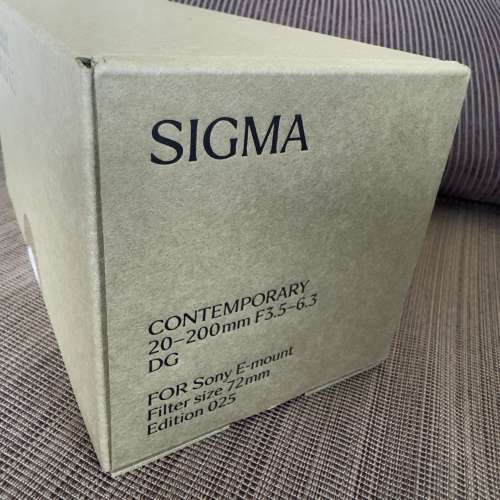 SIGMA
CONTEMPORARY
20–200mm F3.5–6.3
DG
FOR Sony E-mount
Filter size 72mm
Edition 025